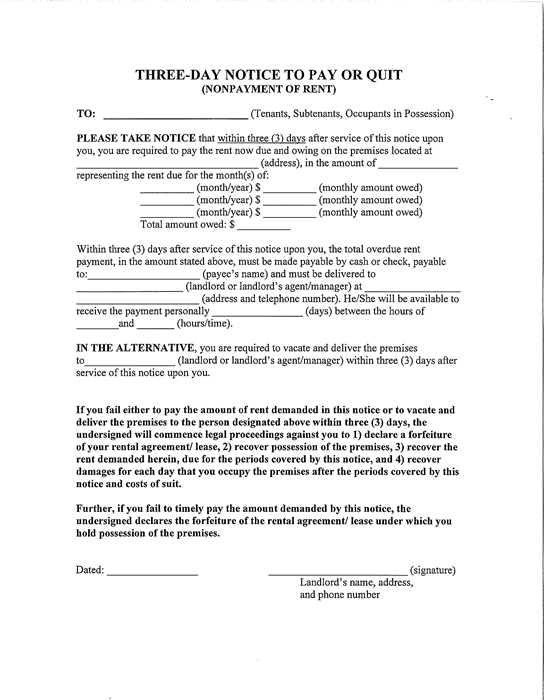 THREE-DAY NOTICE TO PAY OR QUIT
(NONPAYMENT OF RENT)
TO: ____________________________ (Tenants, Subtenants, Occupants in Possession)
PLEASE TAKE NOTICE that within three (3) days after service of this notice upon
you, you are required to pay the rent now due and owing on the premises located at
__________________________________ (address), in the amount of _______________
representing the rent due for the month(s) of:
__________ (month/year) $ __________ (monthly amount owed)
__________ (month/year) $ __________ (monthly amount owed)
__________ (month/year) $ __________ (monthly amount owed)
Total amount owed: $ __________
Within three (3) days after service of this notice upon you, the total overdue rent
payment, in the amount stated above, must be made payable by cash or check, payable
to:_____________________ (payee's name) and must be delivered to
____________________ (landlord or landlord's agent/manager) at __________________
_______________________ (address and telephone number). He/She will be available to
receive the payment personally _________________ (days) between the hours of
________and _______ (hours/time).
IN THE ALTERNATIVE, you are required to vacate and deliver the premises
to_________________ (landlord or landlord's agent/manager) within three (3) days after
service of this notice upon you.
If you fail either to pay the amount of rent demanded in this notice or to vacate and
deliver the premises to the person designated above within three (3) days, the
undersigned will commence legal proceedings against you to 1) declare a forfeiture
of your rental agreement/ lease, 2) recover possession of the premises, 3) recover the
rent demanded herein, due for the periods covered by this notice, and 4) recover
damages for each day that you occupy the premises after the periods covered by this
notice and costs of suit.
Further, if you fail to timely pay the amount demanded by this notice, the
undersigned declares the forfeiture of the rental agreement/ lease under which you
hold possession of the premises.
Dated: _________________ __________________________ (signature)
Landlord's name, address,
and phone number